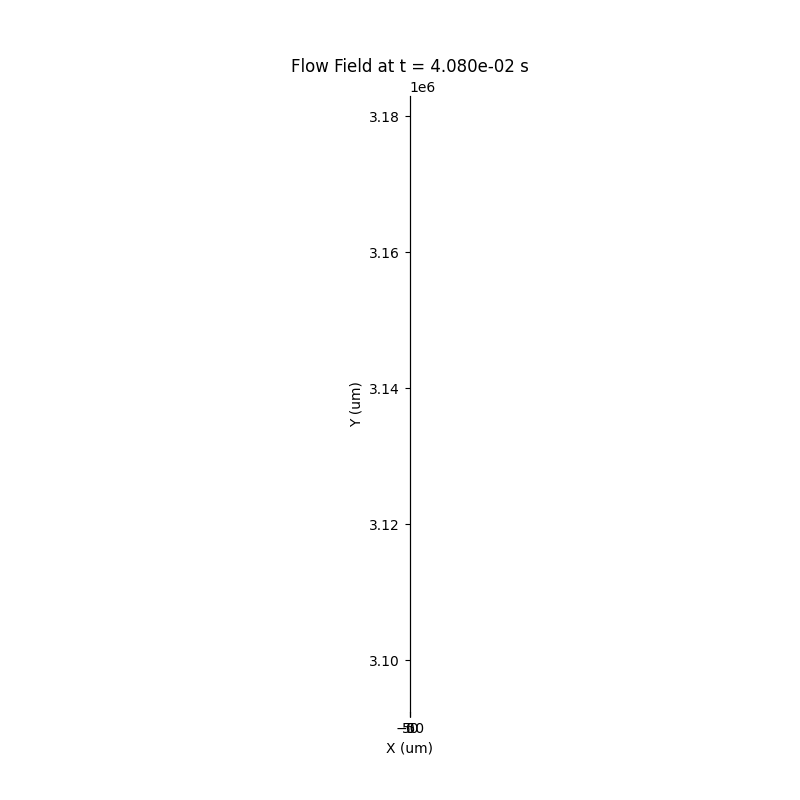 Flow Field at t = 4.080e-02 s
1e6
3.18
3.16
3.14
Y (um)
3.12
3.10
X (um)